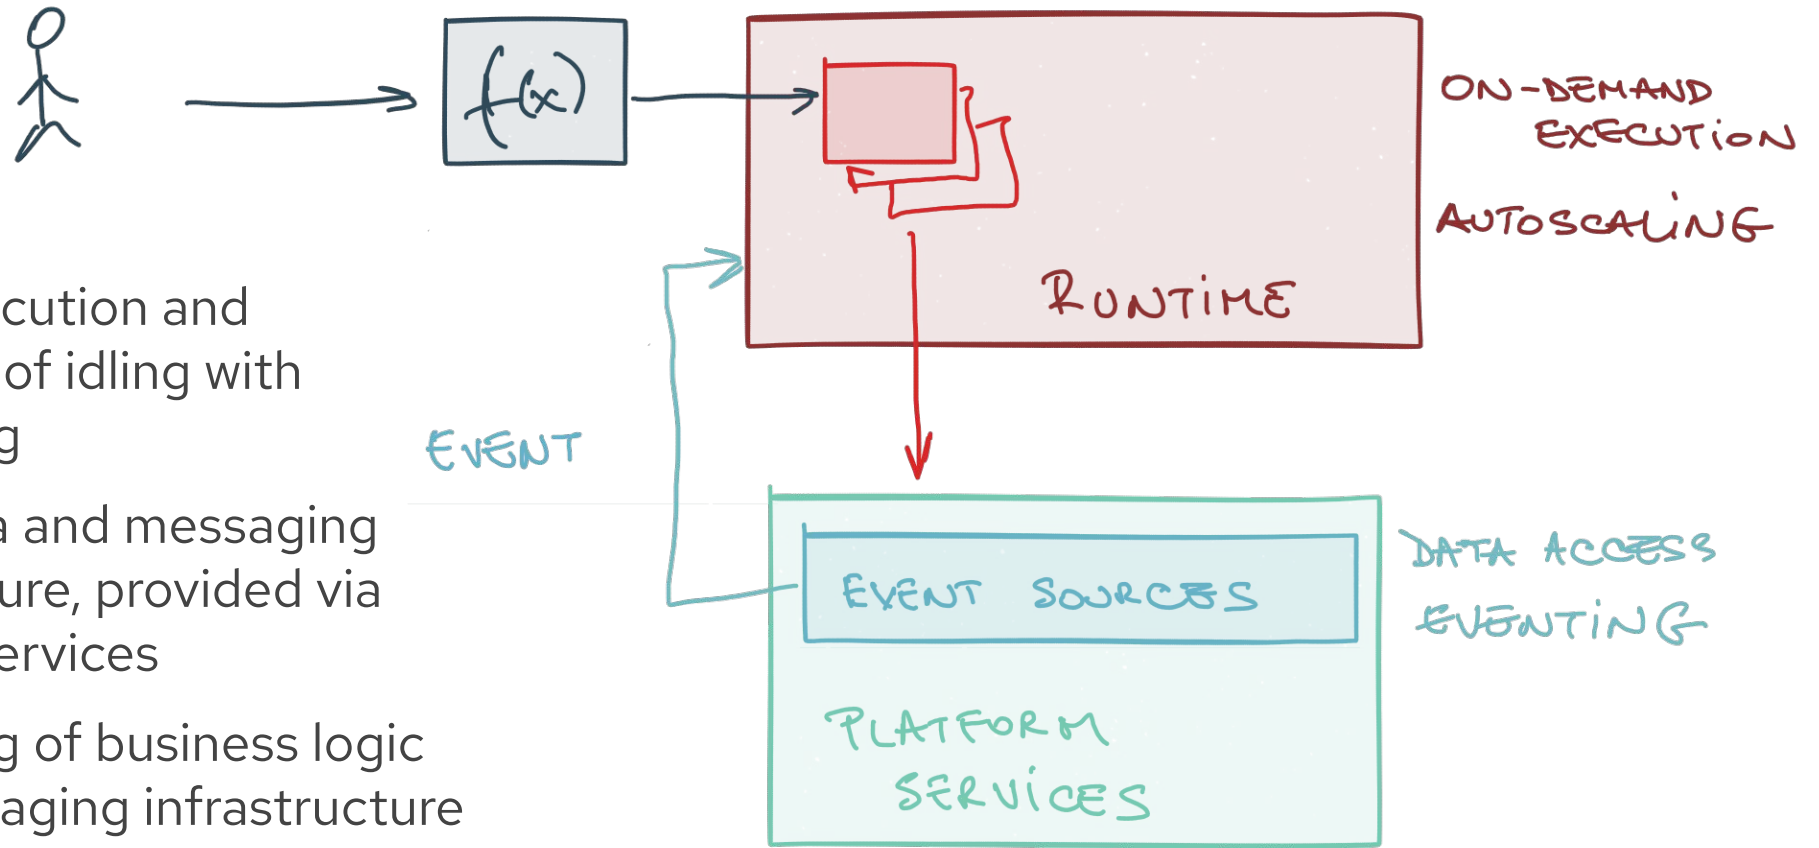 f(x)
ON-DEMAND
EXECUTION
AUTOSCALING
RUNTIME
cution and
of idling with
g
EVENT
a and messaging
ure, provided via
ervices
g of business logic
aging infrastructure
EVENT SOURCES
DATA ACCESS
EVENTING
PLATFORM
SERVICES